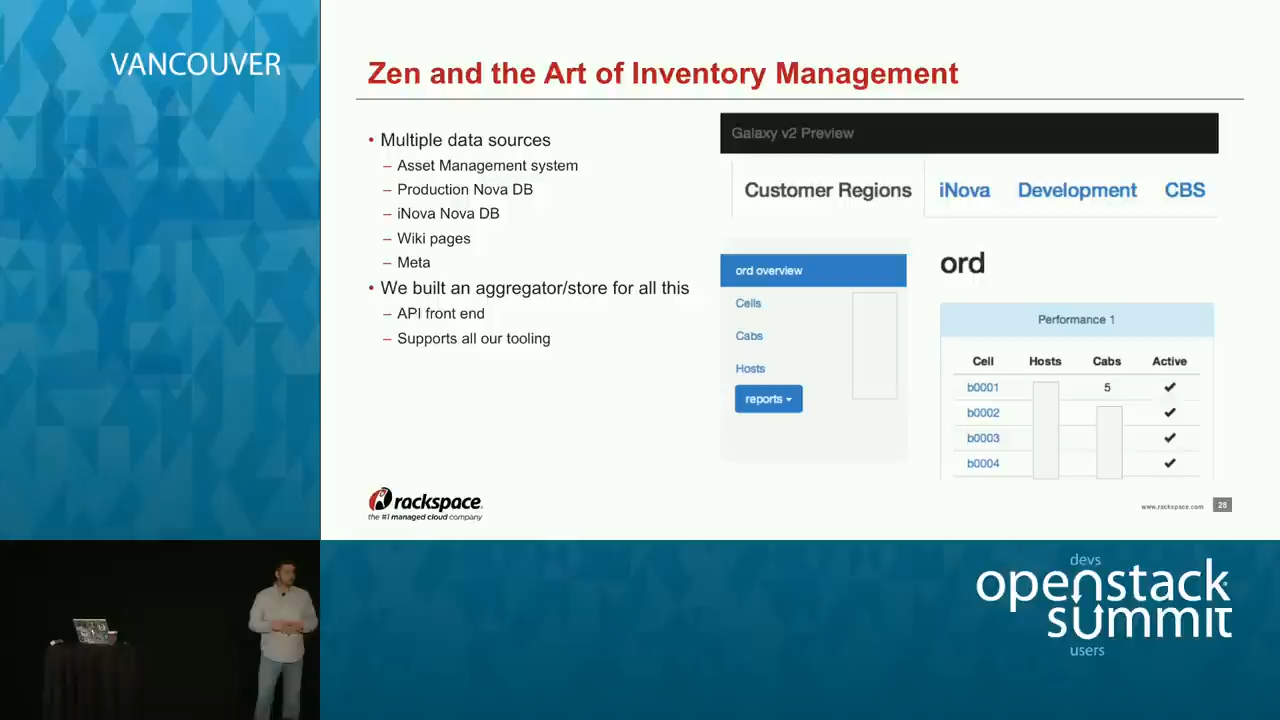 VANCOUVER
Zen and the Art of Inventory Management
• Multiple data sources
– Asset Management system
– Production Nova DB
– iNova Nova DB
– Wiki pages
– Meta
• We built an aggregator/store for all this
– API front end
– Supports all our tooling
Galaxy v2 Preview
Customer Regions iNova Development CBS
ord overview
Cells
Cabs
Hosts
reports
ord
Performance 1
Cell Hosts Cabs Active
b0001 5 ✔
b0002 ✔
b0003 ✔
b0004 ✔
rackspace
the #1 managed cloud company
www.rackspace.com 28
devs
openstack
summit
users